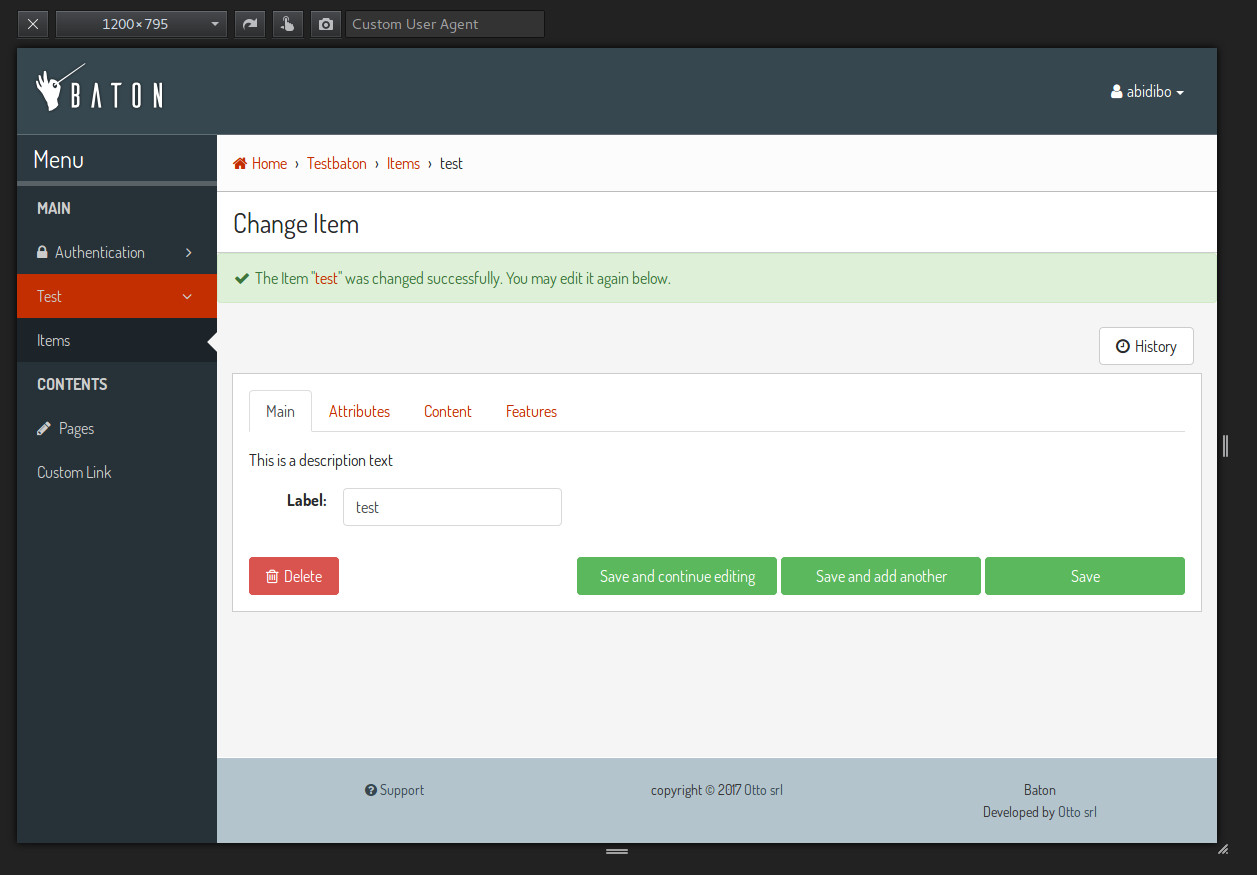 1200×795
Custom User Agent
BATON
abidibo
Menu
Home › Testbaton › Items › test
MAIN
Change Item
Authentication
The Item "test" was changed successfully. You may edit it again below.
Test
Items
History
CONTENTS
Main Attributes Content Features
Pages
This is a description text
Custom Link
Label: test
Delete Save and continue editing Save and add another Save
Support copyright © 2017 Otto srl Baton
Developed by Otto srl